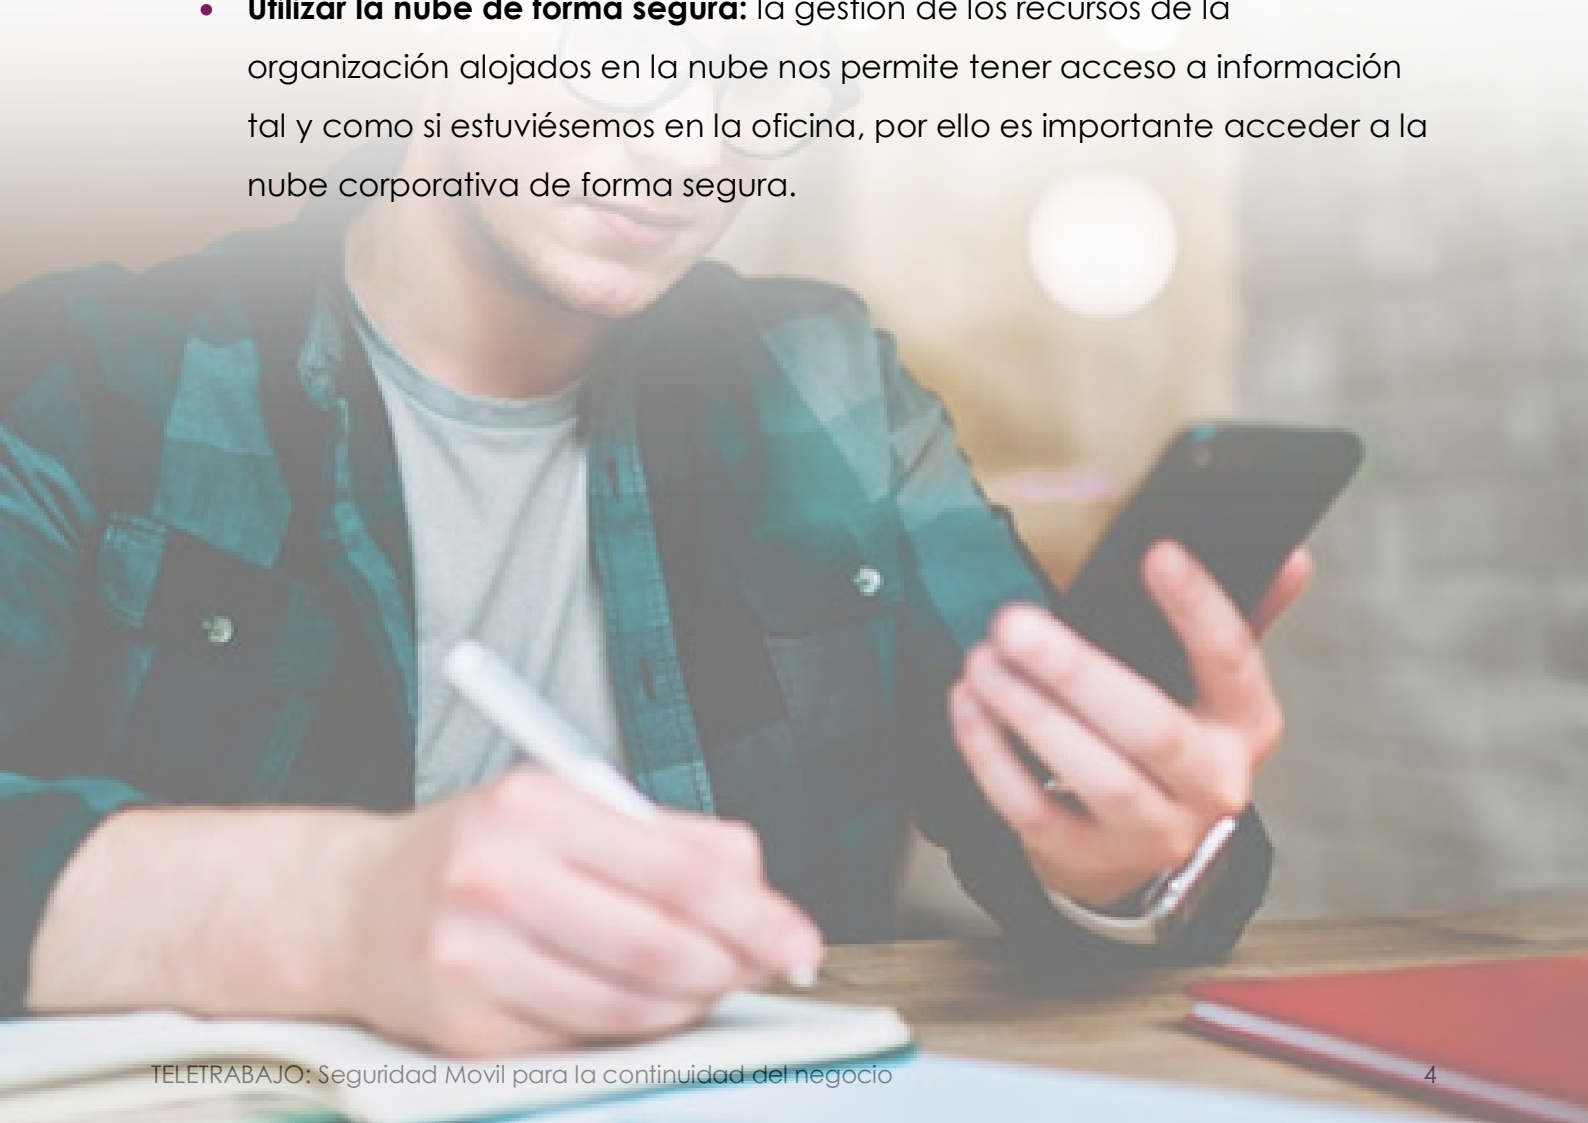 • Utilizar la nube de forma segura: la gestión de los recursos de la
organización alojados en la nube nos permite tener acceso a información
tal y como si estuviésemos en la oficina, por ello es importante acceder a la
nube corporativa de forma segura.
TELETRABAJO: Seguridad Movil para la continuidad del negocio 4